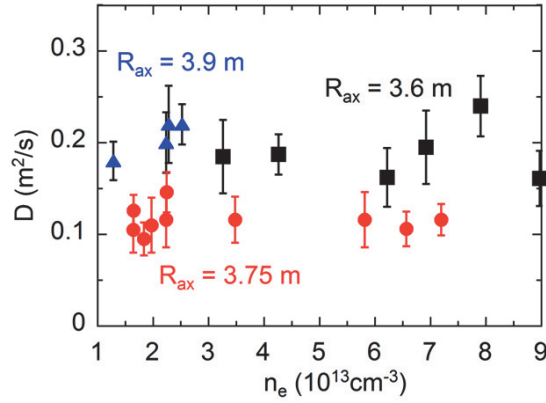 0.3
R_ax = 3.9 m
R_ax = 3.6 m
0.2
D (m²/s)
0.1
R_ax = 3.75 m
0
1 2 3 4 5 6 7 8 9
n_e (10¹³cm⁻³)